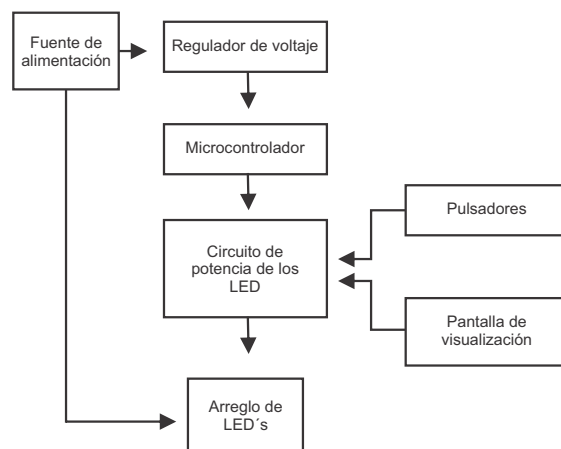 Fuente de
alimentación
Regulador de voltaje
Microcontrolador
Circuito de
potencia de los
LED
Pulsadores
Pantalla de
visualización
Arreglo de
LED´s